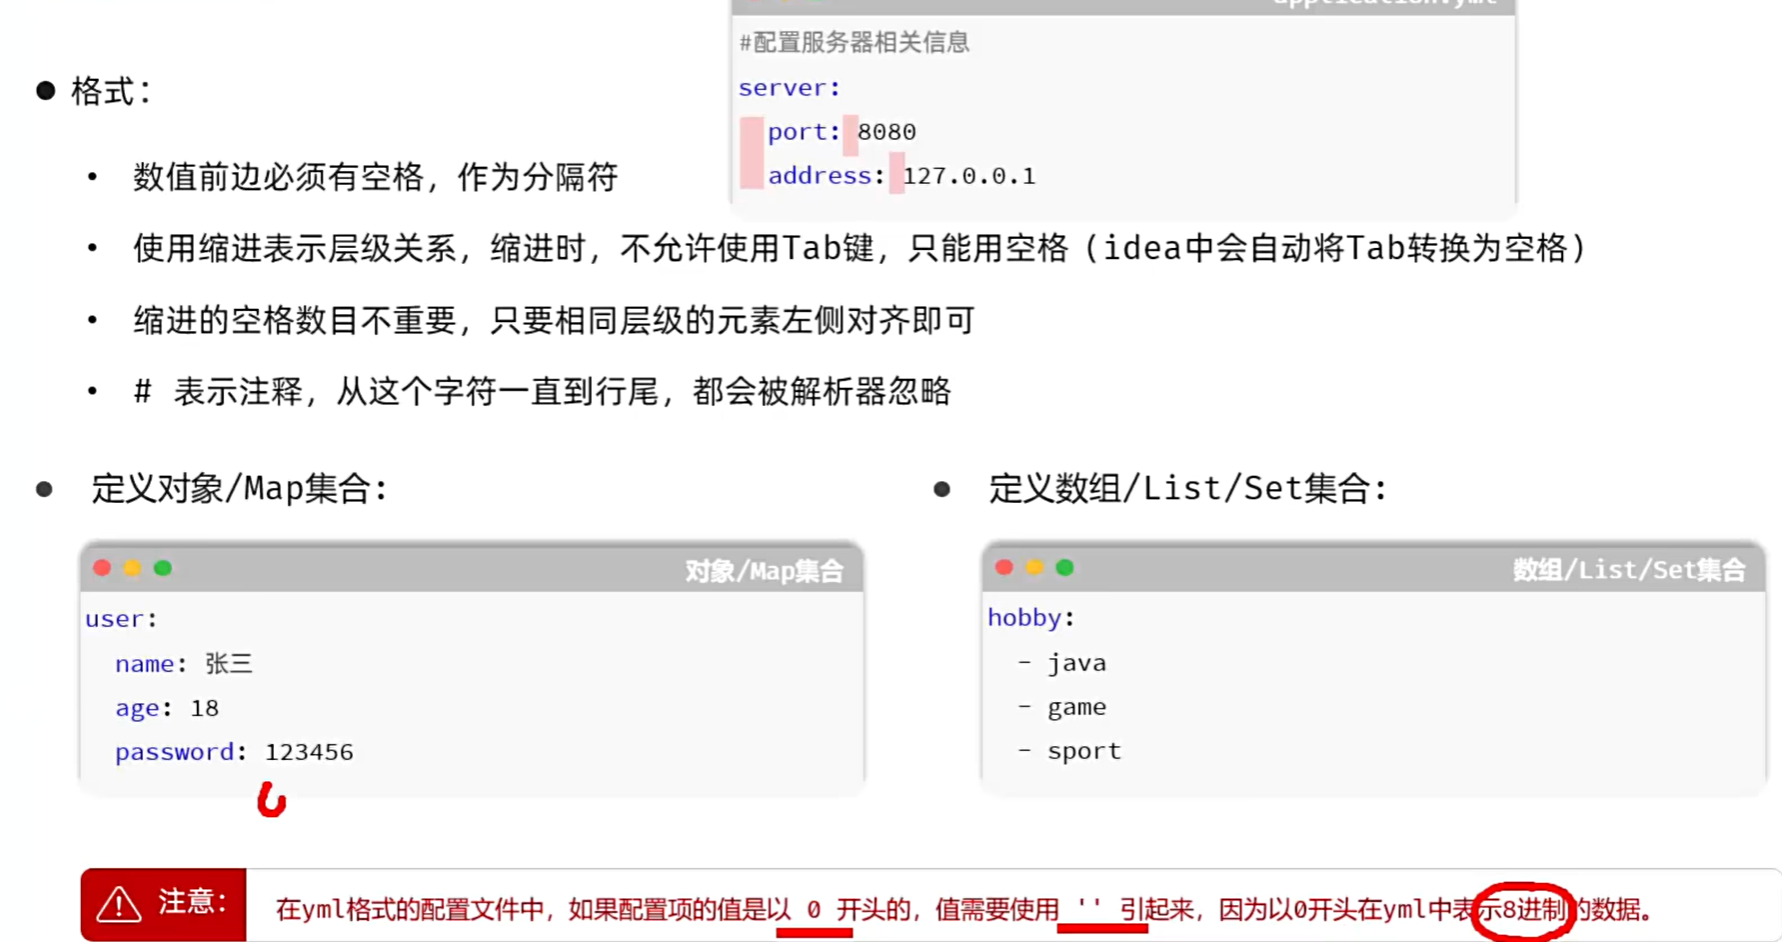 application.yml
#配置服务器相关信息
server:
port: 8080
address: 127.0.0.1
● 格式：
• 数值前边必须有空格，作为分隔符
• 使用缩进表示层级关系，缩进时，不允许使用Tab键，只能用空格（idea中会自动将Tab转换为空格）
• 缩进的空格数目不重要，只要相同层级的元素左侧对齐即可
• # 表示注释，从这个字符一直到行尾，都会被解析器忽略
● 定义对象/Map集合：
对象/Map集合
user:
name: 张三
age: 18
password: 123456
● 定义数组/List/Set集合：
数组/List/Set集合
hobby:
- java
- game
- sport
注意：
在yml格式的配置文件中，如果配置项的值是以 0 开头的，值需要使用 '' 引起来，因为以0开头在yml中表示8进制的数据。